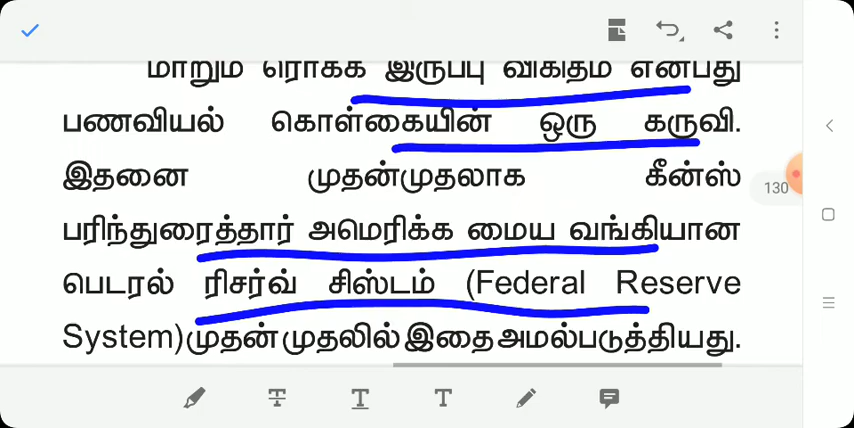 மாறும் ரொக்க இருப்பு விகிதம் என்பது
பணவியல் கொள்கையின் ஒரு கருவி.
இதனை முதன்முதலாக கீன்ஸ்
130
பரிந்துரைத்தார் அமெரிக்க மைய வங்கியான
பெடரல் ரிசர்வ் சிஸ்டம் (Federal Reserve
System)முதன்முதலில் இதை அமல்படுத்தியது.